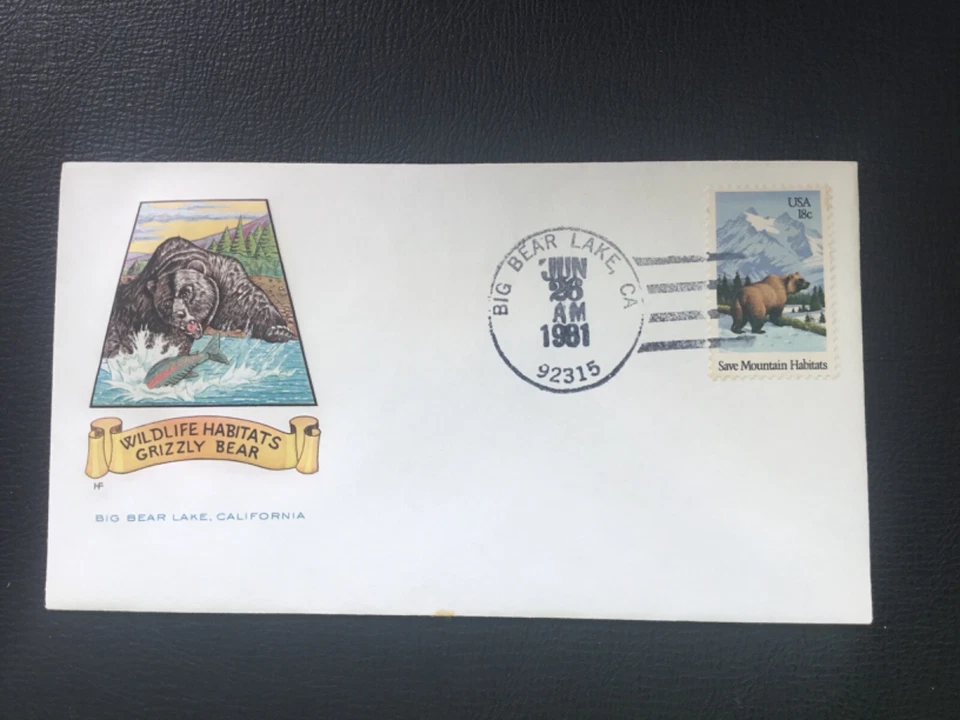 WILDLIFE HABITATS
GRIZZLY BEAR
HF
BIG BEAR LAKE, CALIFORNIA
BIG BEAR LAKE, CA
JUN
26
AM
1981
92315
USA
18c
Save Mountain Habitats